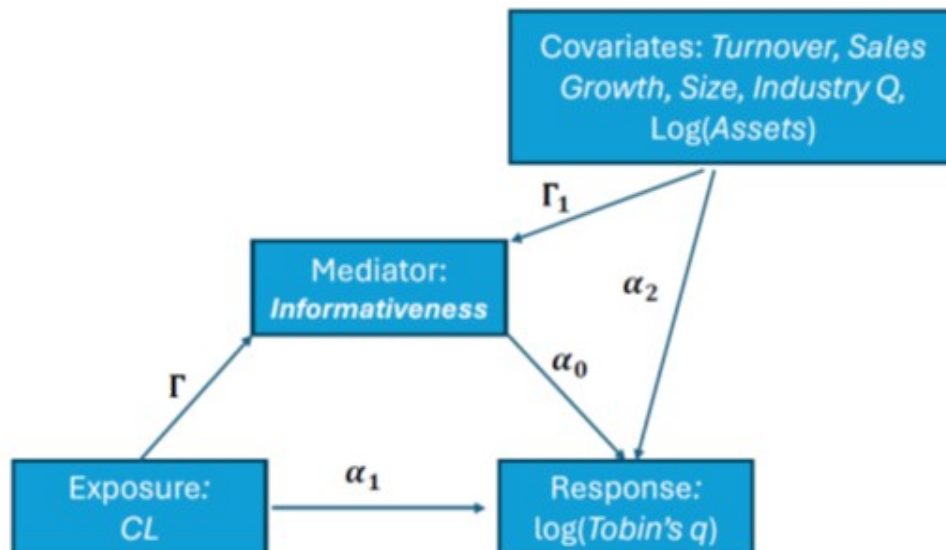 Covariates: Turnover, Sales
Growth, Size, Industry Q,
Log(Assets)
Γ₁
Mediator:
Informativeness
α₂
α₀
Γ
α₁
Exposure:
CL
Response:
log(Tobin's q)